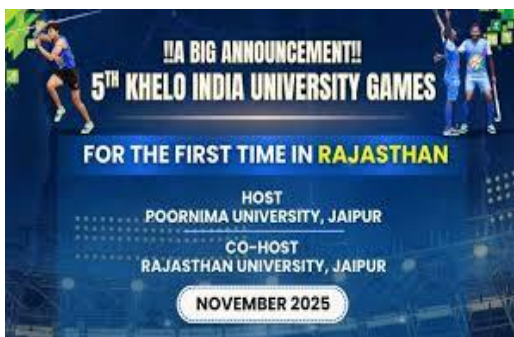 !!A BIG ANNOUNCEMENT!!
5TH KHELO INDIA UNIVERSITY GAMES
FOR THE FIRST TIME IN RAJASTHAN
HOST
POORNIMA UNIVERSITY, JAIPUR
CO-HOST
RAJASTHAN UNIVERSITY, JAIPUR
NOVEMBER 2025